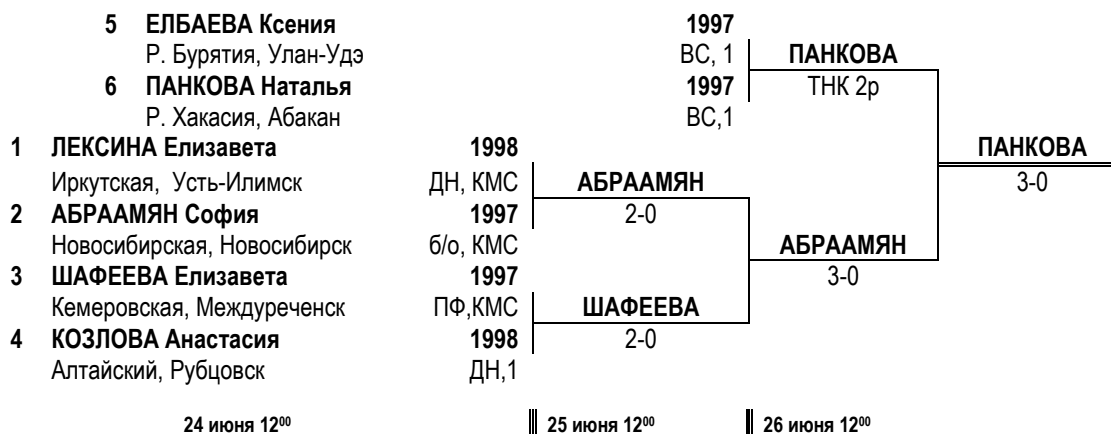 5 ЕЛБАЕВА Ксения 1997
Р. Бурятия, Улан-Удэ ВС, 1 ПАНКОВА
6 ПАНКОВА Наталья 1997 ТНК 2р
Р. Хакасия, Абакан ВС,1
1 ЛЕКСИНА Елизавета 1998 ПАНКОВА
Иркутская, Усть-Илимск ДН, КМС АБРААМЯН 3-0
2 АБРААМЯН София 1997 2-0
Новосибирская, Новосибирск б/о, КМС АБРААМЯН
3 ШАФЕЕВА Елизавета 1997 3-0
Кемеровская, Междуреченск ПФ,КМС ШАФЕЕВА
4 КОЗЛОВА Анастасия 1998 2-0
Алтайский, Рубцовск ДН,1
24 июня 12⁰⁰ 25 июня 12⁰⁰ 26 июня 12⁰⁰